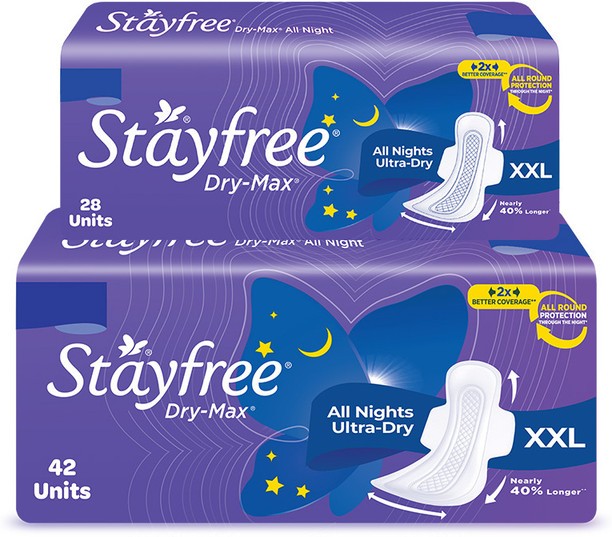 Stayfree® Dry-Max® All Night
2x
BETTER COVERAGE**
ALL ROUND
PROTECTION
THROUGH THE NIGHT*
Stayfree®
Dry-Max®
All Nights
Ultra-Dry
XXL
Nearly
40% Longer*
28
Units
Stayfree® Dry-Max® All Night
2x
BETTER COVERAGE**
ALL ROUND
PROTECTION
THROUGH THE NIGHT*
Stayfree®
Dry-Max®
All Nights
Ultra-Dry
XXL
Nearly
40% Longer**
42
Units